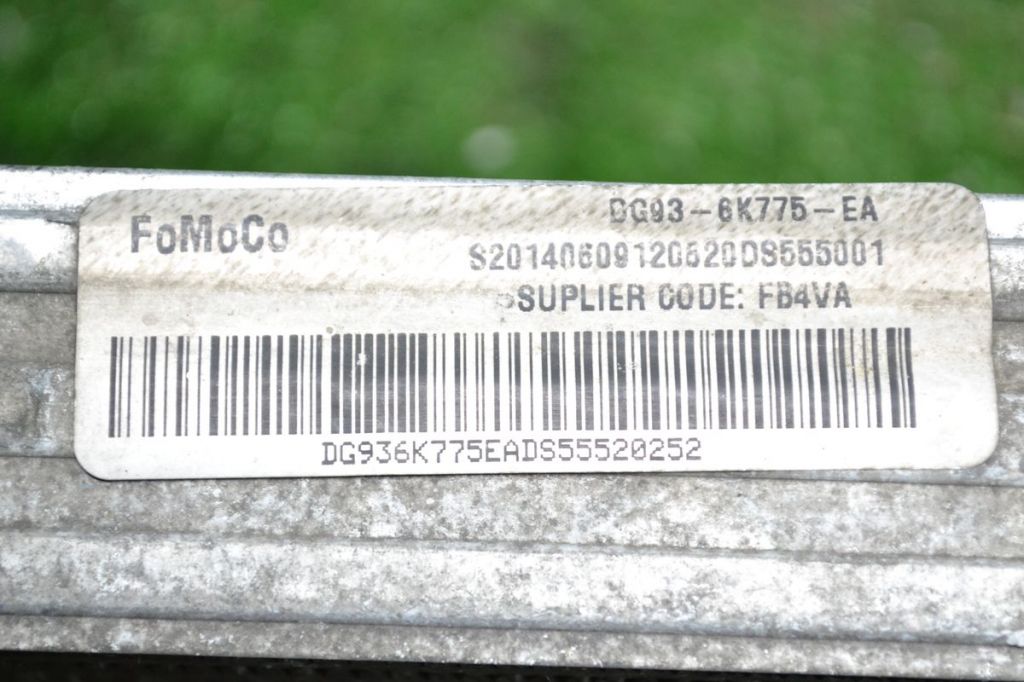 FoMoCo
DG93-6K775-EA
S20140609120620DS555001
SUPLIER CODE: FB4VA
DG936K775EADS55520252